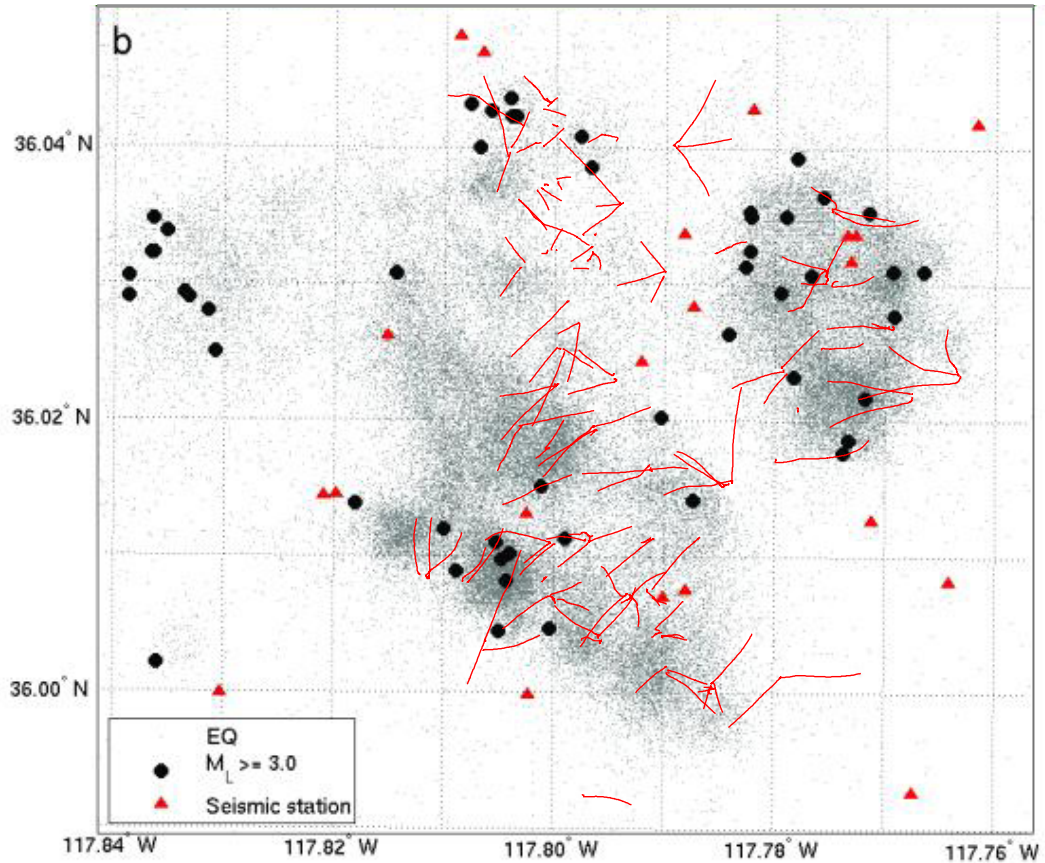 b
36.04° N
36.02° N
36.00° N
EQ
M_L >= 3.0
Seismic station
117.84° W
117.82° W
117.80° W
117.78° W
117.76° W